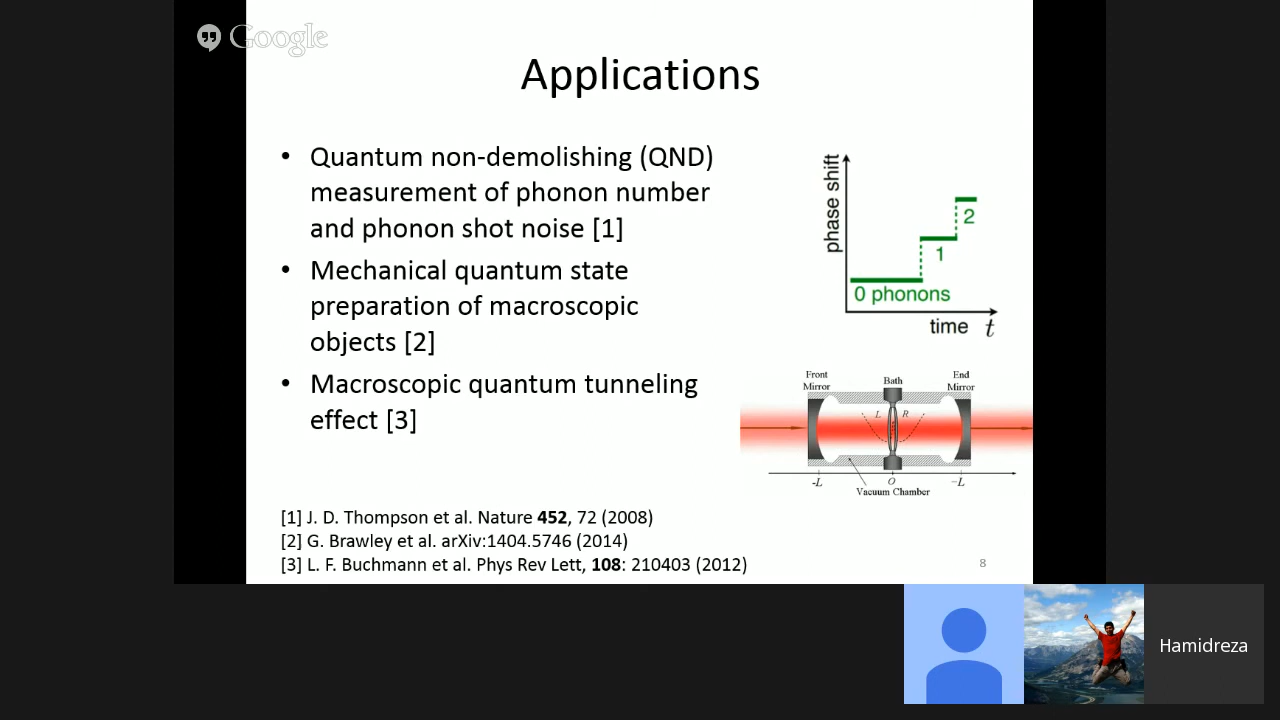 Google
Applications
• Quantum non-demolishing (QND)
measurement of phonon number
and phonon shot noise [1]
• Mechanical quantum state
preparation of macroscopic
objects [2]
• Macroscopic quantum tunneling
effect [3]
phase shift
2
1
0 phonons
time t
Front
Mirror
Bath
End
Mirror
L
R
-L
O
–L
Vacuum Chamber
[1] J. D. Thompson et al. Nature 452, 72 (2008)
[2] G. Brawley et al. arXiv:1404.5746 (2014)
[3] L. F. Buchmann et al. Phys Rev Lett, 108: 210403 (2012)
8
Hamidreza